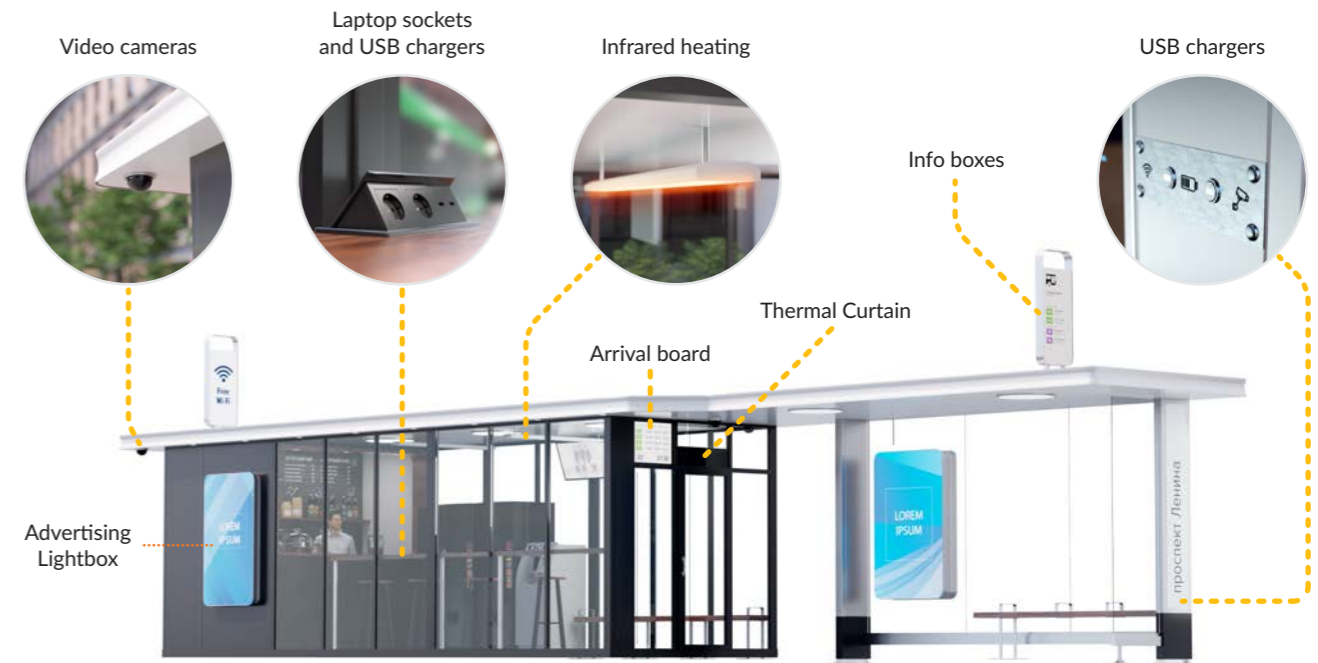 Video cameras
Laptop sockets
and USB chargers
Infrared heating
USB chargers
Info boxes
Thermal Curtain
Arrival board
Free
Wi-Fi
Advertising
Lightbox
LOREM
IPSUM
LOREM
IPSUM
проспект Ленина